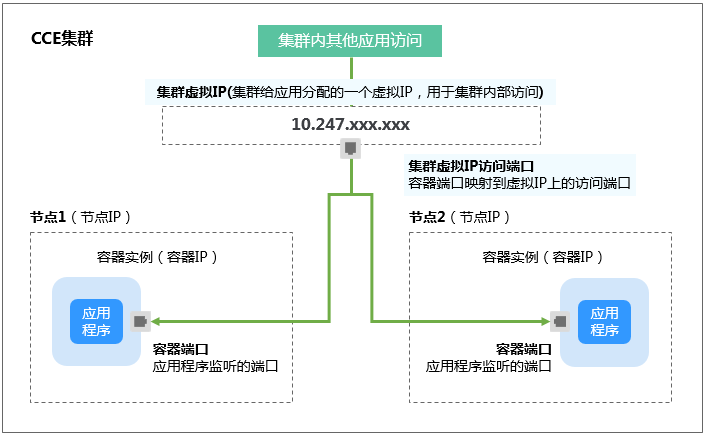 CCE集群
集群内其他应用访问
集群虚拟IP(集群给应用分配的一个虚拟IP，用于集群内部访问)
10.247.xxx.xxx
集群虚拟IP访问端口
容器端口映射到虚拟IP上的访问端口
节点1（节点IP）
容器实例（容器IP）
应用
程序
容器端口
应用程序监听的端口
节点2（节点IP）
容器实例（容器IP）
应用
程序
容器端口
应用程序监听的端口